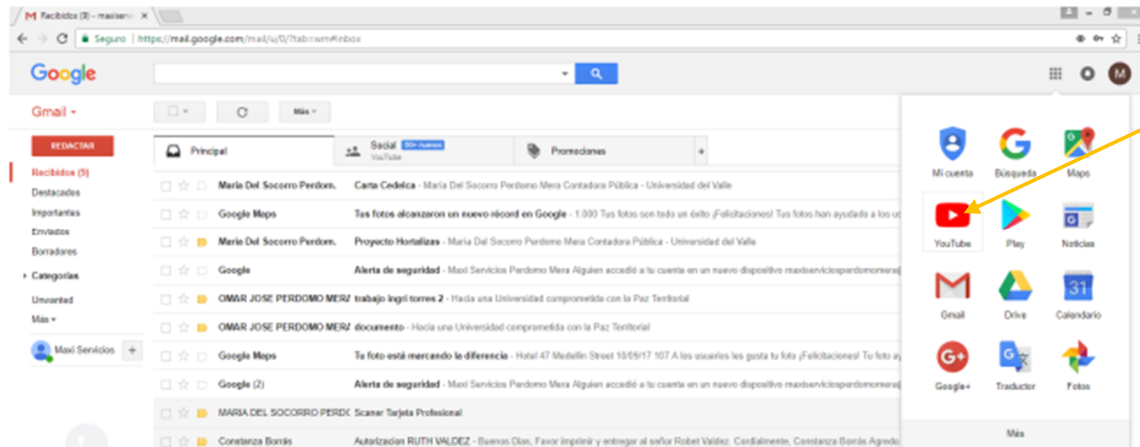 Recibidos (9) - maxiservi
Seguro | https://mail.google.com/mail/u/0/?tab=wm#inbox
Google
M
Gmail
Más
REDACTAR
Principal
Social
50+ nuevos
YouTube
Promociones
+
Recibidos (9)
Destacados
Importantes
Enviados
Borradores
Categorías
Unwanted
Más
Maxi Servicios +
Maria Del Socorro Perdom. Carta Cedelca - Maria Del Socorro Perdomo Mera Contadora Pública - Universidad del Valle
Google Maps Tus fotos alcanzaron un nuevo récord en Google - 1.000 Tus fotos son todo un éxito ¡Felicitaciones! Tus fotos han ayudado a los
Maria Del Socorro Perdom. Proyecto Hortalizas - Maria Del Socorro Perdomo Mera Contadora Pública - Universidad del Valle
Google Alerta de seguridad - Maxi Servicios Perdomo Mera Alguien accedió a tu cuenta en un nuevo dispositivo maxiserviciosperdomomera
OMAR JOSE PERDOMO MERA trabajo ingri torres 2 - Hacia una Universidad comprometida con la Paz Territorial
OMAR JOSE PERDOMO MERA documento - Hacia una Universidad comprometida con la Paz Territorial
Google Maps Tu foto está marcando la diferencia - Hotel 47 Medellin Street 10/09/17 107 A los usuarios les gusta tu foto ¡Felicitaciones! Tu foto
Google (2) Alerta de seguridad - Maxi Servicios Perdomo Mera Alguien accedió a tu cuenta en un nuevo dispositivo maxiserviciosperdomomera
MARIA DEL SOCORRO PERDO Scaner Tarjeta Profesional
Constanza Borrás Autorizacion RUTH VALDEZ - Buenos Días, Favor imprimir y entregar al señor Robet Valdez. Cordialmente, Constanza Borrás Agredo
Mi cuenta Búsqueda Maps
YouTube Play Noticias
31
Gmail Drive Calendario
G+
Google+ Traductor Fotos
Más